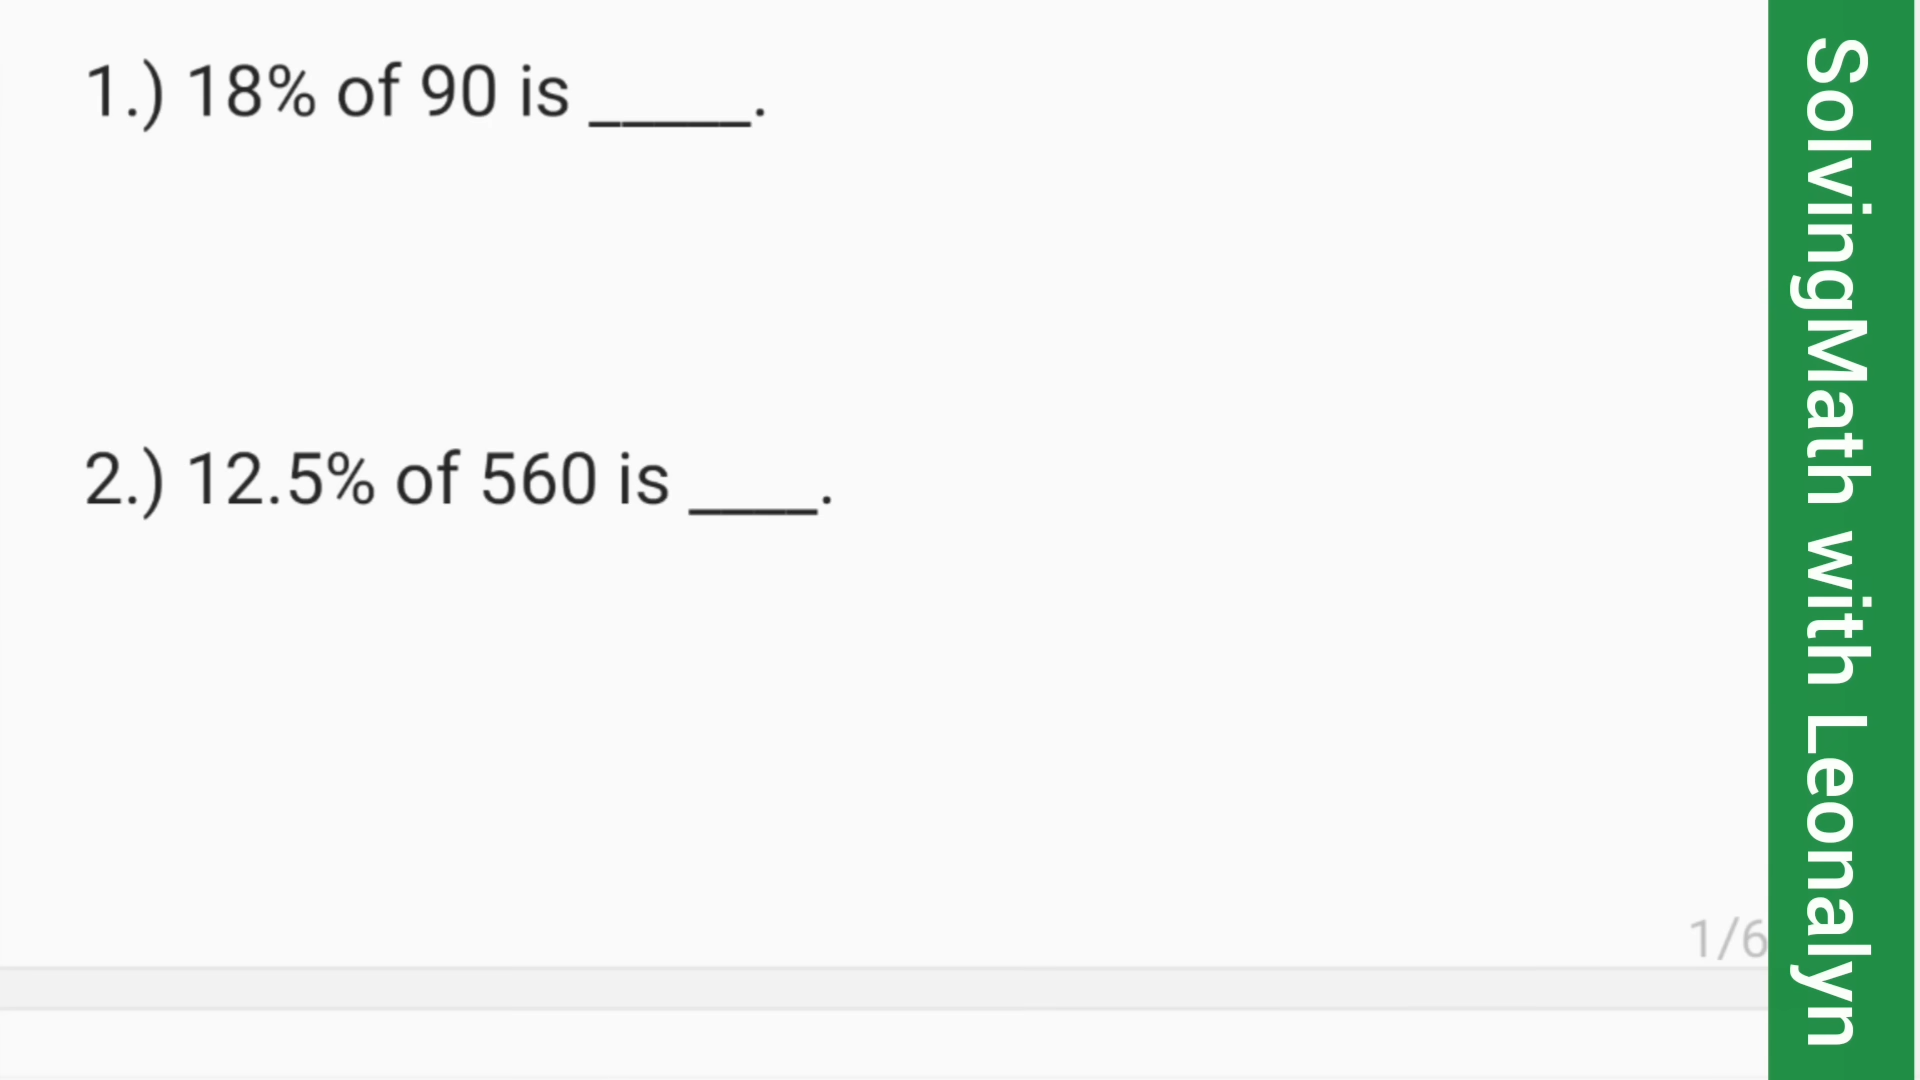 1.) 18% of 90 is _____.
2.) 12.5% of 560 is ____.
1/6
SolvingMath with Leonalyn